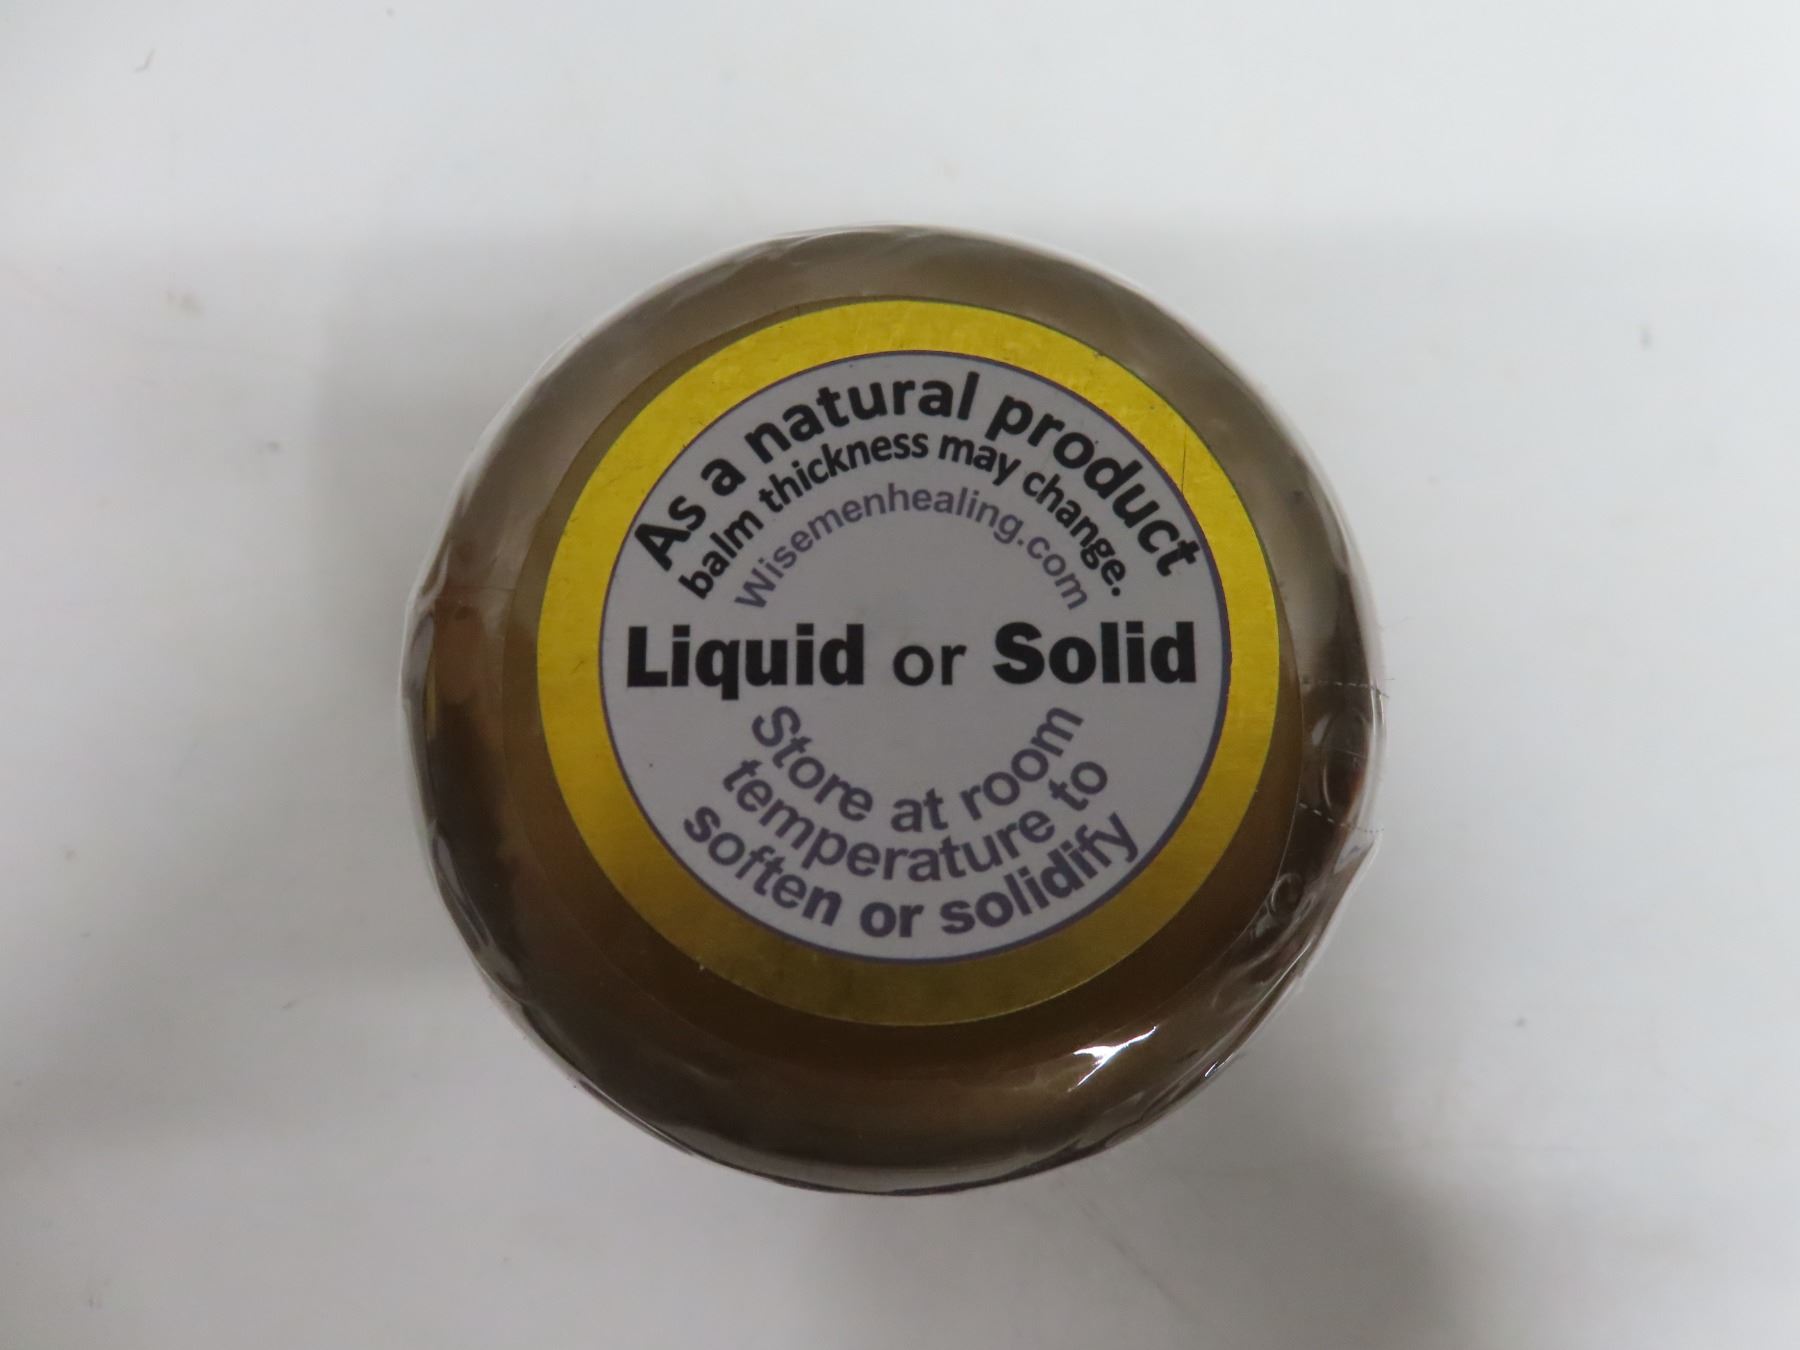 As a natural product
balm thickness may change.
Wisemenhealing.com
Liquid or Solid
Store at room
temperature to
soften or solidify